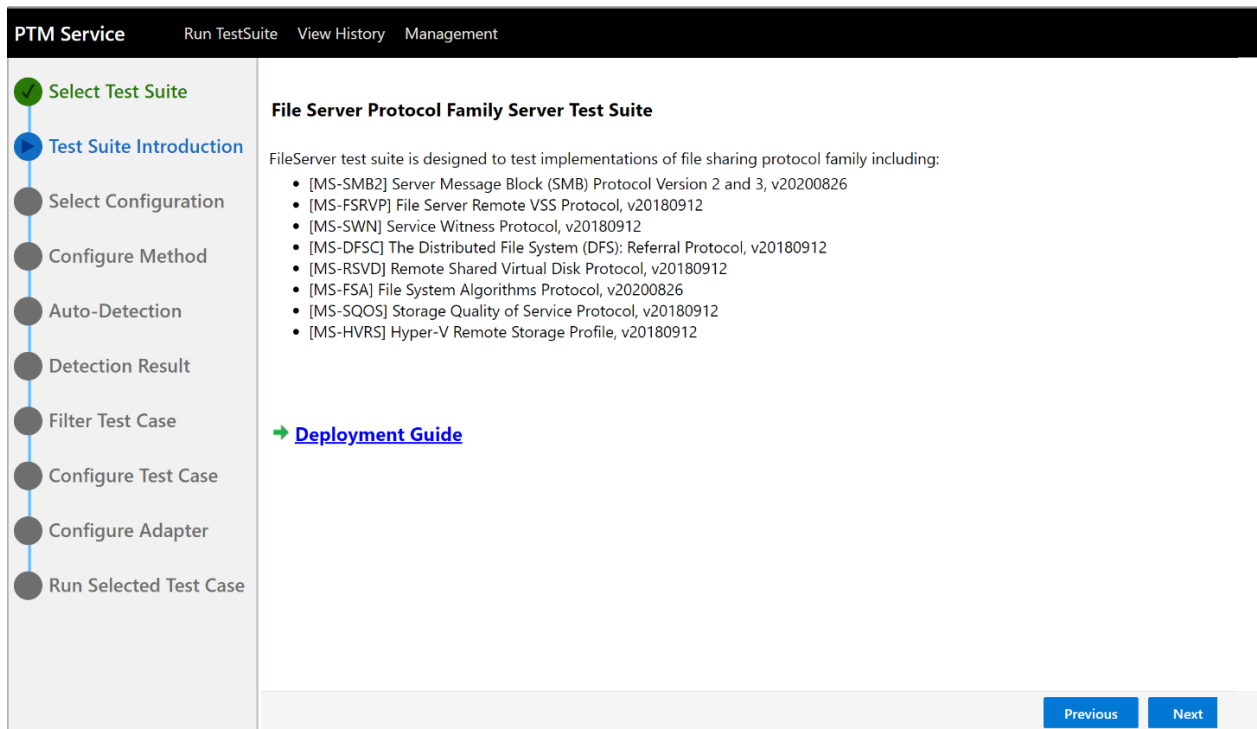 PTM Service Run TestSuite View History Management
Select Test Suite
Test Suite Introduction
Select Configuration
Configure Method
Auto-Detection
Detection Result
Filter Test Case
Configure Test Case
Configure Adapter
Run Selected Test Case
File Server Protocol Family Server Test Suite
FileServer test suite is designed to test implementations of file sharing protocol family including:
• [MS-SMB2] Server Message Block (SMB) Protocol Version 2 and 3, v20200826
• [MS-FSRVP] File Server Remote VSS Protocol, v20180912
• [MS-SWN] Service Witness Protocol, v20180912
• [MS-DFSC] The Distributed File System (DFS): Referral Protocol, v20180912
• [MS-RSVD] Remote Shared Virtual Disk Protocol, v20180912
• [MS-FSA] File System Algorithms Protocol, v20200826
• [MS-SQOS] Storage Quality of Service Protocol, v20180912
• [MS-HVRS] Hyper-V Remote Storage Profile, v20180912
Deployment Guide
Previous Next